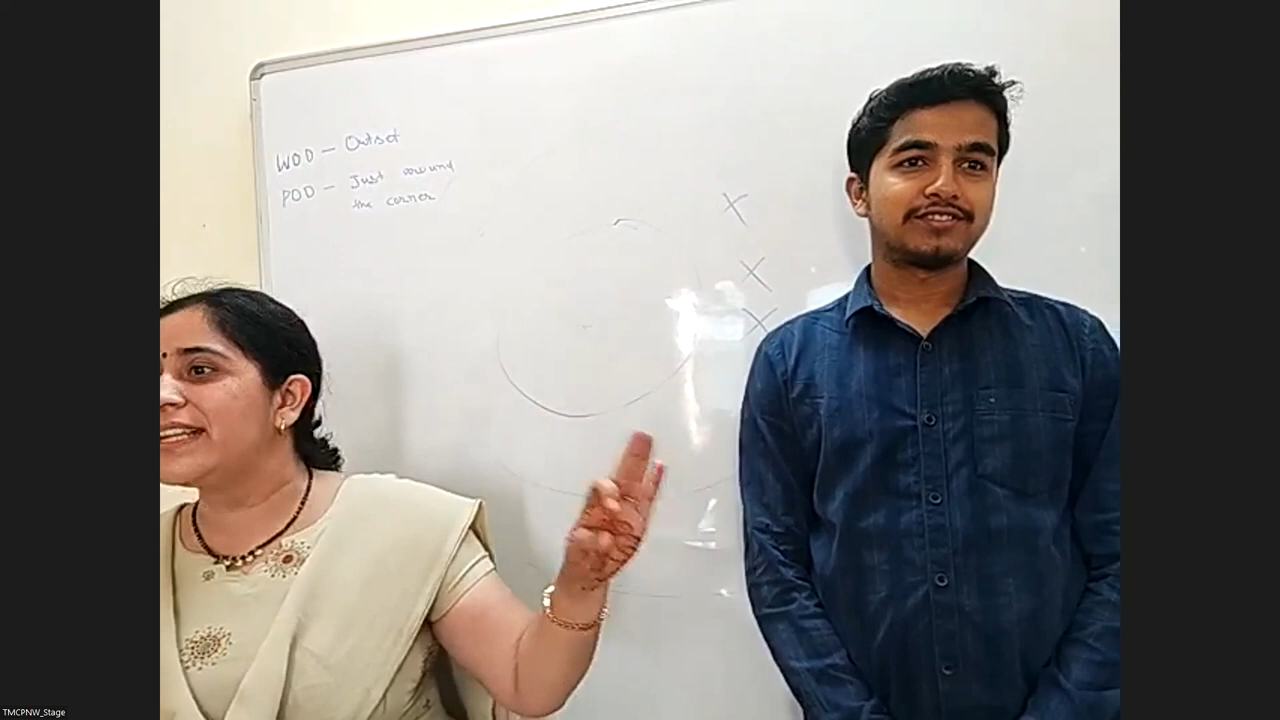 WOD - Outset
POD - Just around
the corner
X
X
X
TMCPNW_Stage